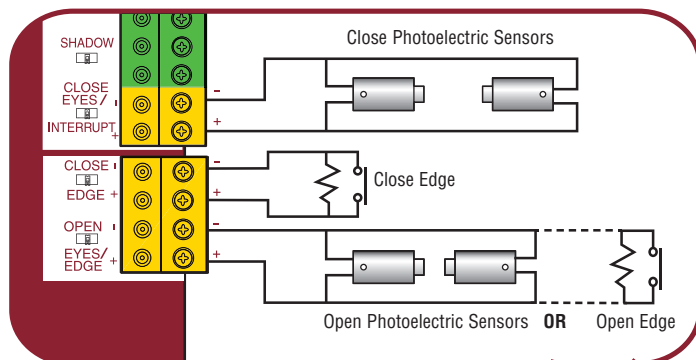 SHADOW
CLOSE
EYES/ -
INTERRUPT +
- 
+
Close Photoelectric Sensors
CLOSE -
EDGE +
-
+
Close Edge
OPEN -
EYES/ +
EDGE
-
+
Open Photoelectric Sensors OR Open Edge